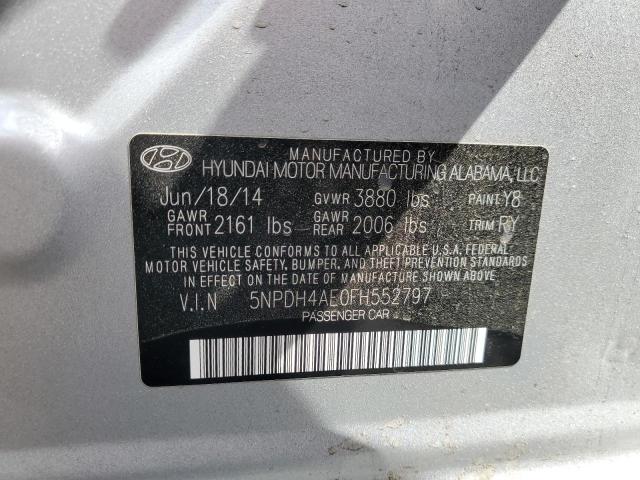 MANUFACTURED BY
HYUNDAI MOTOR MANUFACTURING ALABAMA, LLC
Jun/18/14 GVWR 3880 lbs PAINT Y8
GAWR FRONT 2161 lbs GAWR REAR 2006 lbs TRIM RY
THIS VEHICLE CONFORMS TO ALL APPLICABLE U.S.A. FEDERAL
MOTOR VEHICLE SAFETY, BUMPER, AND THEFT PREVENTION STANDARDS
IN EFFECT ON THE DATE OF MANUFACTURE SHOWN ABOVE.
V.I.N 5NPDH4AE0FH552797
PASSENGER CAR